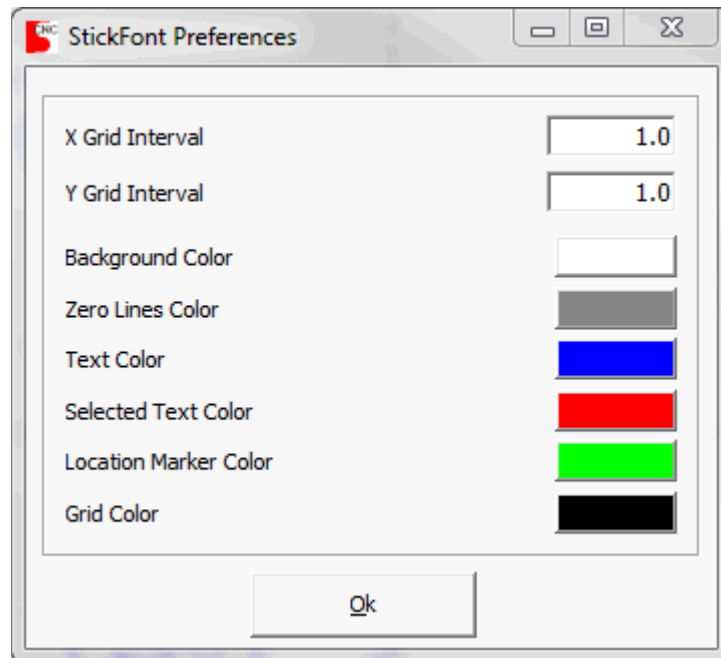 CNC
StickFont Preferences
X Grid Interval 1.0
Y Grid Interval 1.0
Background Color
Zero Lines Color
Text Color
Selected Text Color
Location Marker Color
Grid Color
Ok